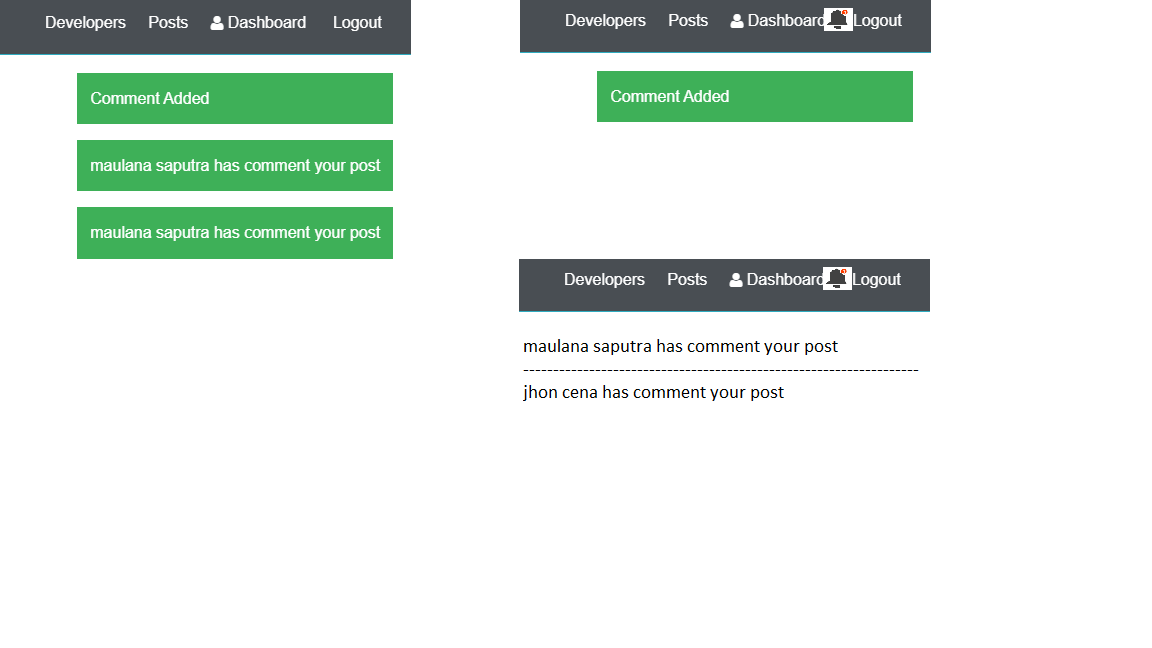 Developers Posts Dashboard Logout
Comment Added
maulana saputra has comment your post
maulana saputra has comment your post
Developers Posts Dashboard Logout
Comment Added
Developers Posts Dashboard Logout
maulana saputra has comment your post
------------------------------------------------------------------
jhon cena has comment your post